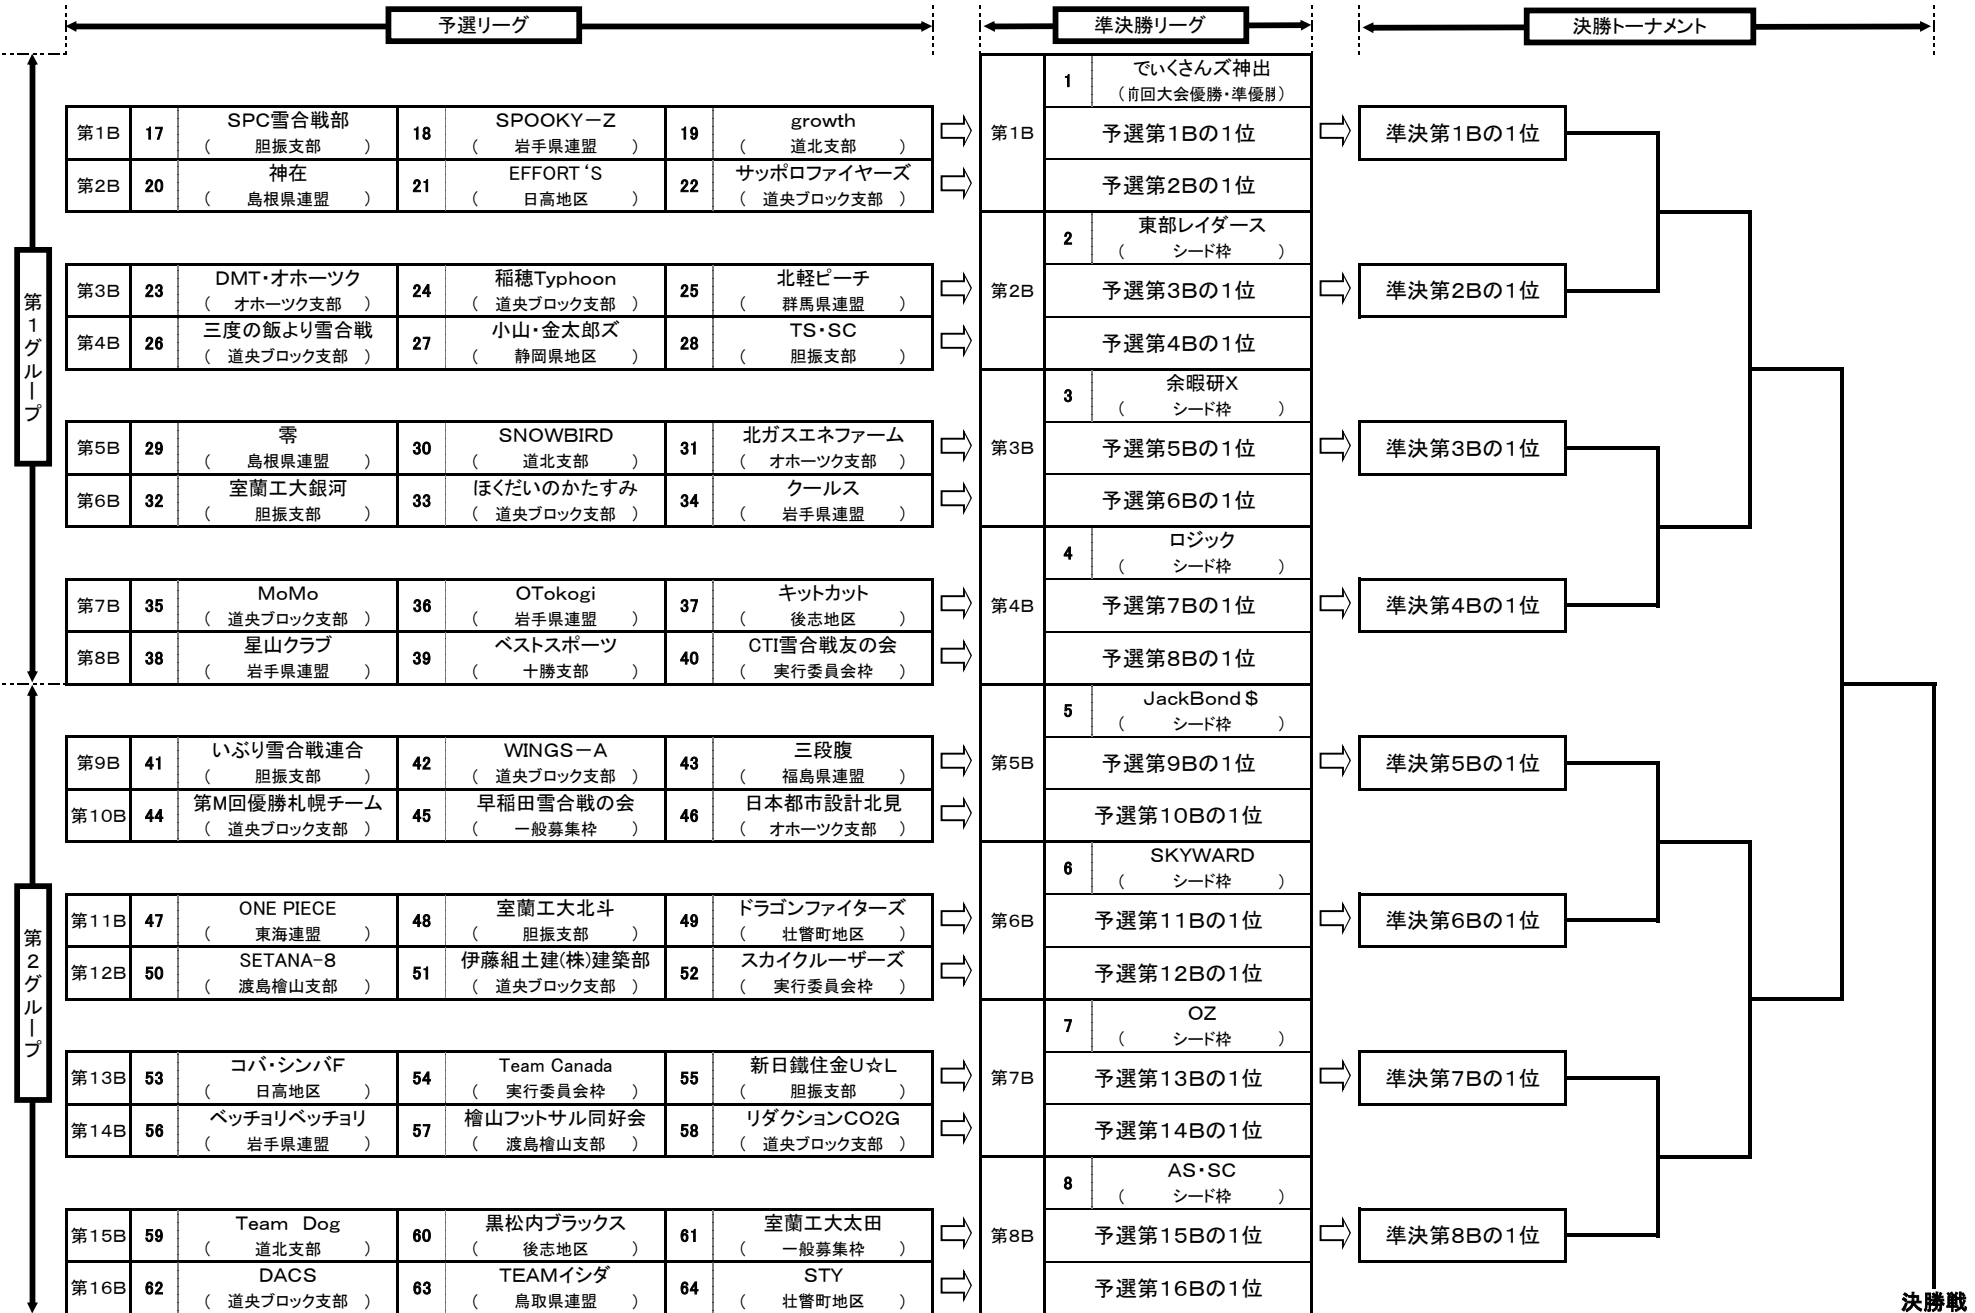 予選リーグ
準決勝リーグ
決勝トーナメント
第1グループ
第1B 17 SPC雪合戦部 18 SPOOKY－Z 19 growth
（ 胆振支部 ） （ 岩手県連盟 ） （ 道北支部 ）
第2B 20 神在 21 EFFORT‘S 22 サッポロファイヤーズ
（ 島根県連盟 ） （ 日高地区 ） （ 道央ブロック支部 ）
第3B 23 DMT・オホーツク 24 稲穂Typhoon 25 北軽ピーチ
（ オホーツク支部 ） （ 道央ブロック支部 ） （ 群馬県連盟 ）
第4B 26 三度の飯より雪合戦 27 小山・金太郎ズ 28 TS・SC
（ 道央ブロック支部 ） （ 静岡県地区 ） （ 胆振支部 ）
第5B 29 零 30 SNOWBIRD 31 北ガスエネファーム
（ 島根県連盟 ） （ 道北支部 ） （ オホーツク支部 ）
第6B 32 室蘭工大銀河 33 ほくだいのかたすみ 34 クールス
（ 胆振支部 ） （ 道央ブロック支部 ） （ 岩手県連盟 ）
第7B 35 MoMo 36 OTokogi 37 キットカット
（ 道央ブロック支部 ） （ 岩手県連盟 ） （ 後志地区 ）
第8B 38 星山クラブ 39 ベストスポーツ 40 CTI雪合戦友の会
（ 岩手県連盟 ） （ 十勝支部 ） （ 実行委員会枠 ）
第2グループ
第9B 41 いぶり雪合戦連合 42 WINGS－A 43 三段腹
（ 胆振支部 ） （ 道央ブロック支部 ） （ 福島県連盟 ）
第10B 44 第M回優勝札幌チーム 45 早稲田雪合戦の会 46 日本都市設計北見
（ 道央ブロック支部 ） （ 一般募集枠 ） （ オホーツク支部 ）
第11B 47 ONE PIECE 48 室蘭工大北斗 49 ドラゴンファイターズ
（ 東海連盟 ） （ 胆振支部 ） （ 壮瞥町地区 ）
第12B 50 SETANA-8 51 伊藤組土建(株)建築部 52 スカイクルーザーズ
（ 渡島檜山支部 ） （ 道央ブロック支部 ） （ 実行委員会枠 ）
第13B 53 コバ・シンバF 54 Team Canada 55 新日鐵住金U☆L
（ 日高地区 ） （ 実行委員会枠 ） （ 胆振支部 ）
第14B 56 ベッチョリベッチョリ 57 檜山フットサル同好会 58 リダクションCO2G
（ 岩手県連盟 ） （ 渡島檜山支部 ） （ 道央ブロック支部 ）
第15B 59 Team Dog 60 黒松内ブラックス 61 室蘭工大太田
（ 道北支部 ） （ 後志地区 ） （ 一般募集枠 ）
第16B 62 DACS 63 TEAMイシダ 64 STY
（ 道央ブロック支部 ） （ 鳥取県連盟 ） （ 壮瞥町地区 ）
第1B
1 でぃくさんズ神出
（前回大会優勝・準優勝）
予選第1Bの1位
予選第2Bの1位
第2B
2 東部レイダース
（ シード枠 ）
予選第3Bの1位
予選第4Bの1位
第3B
3 余暇研X
（ シード枠 ）
予選第5Bの1位
予選第6Bの1位
第4B
4 ロジック
（ シード枠 ）
予選第7Bの1位
予選第8Bの1位
第5B
5 JackBond＄
（ シード枠 ）
予選第9Bの1位
予選第10Bの1位
第6B
6 SKYWARD
（ シード枠 ）
予選第11Bの1位
予選第12Bの1位
第7B
7 OZ
（ シード枠 ）
予選第13Bの1位
予選第14Bの1位
第8B
8 AS・SC
（ シード枠 ）
予選第15Bの1位
予選第16Bの1位
準決第1Bの1位
準決第2Bの1位
準決第3Bの1位
準決第4Bの1位
準決第5Bの1位
準決第6Bの1位
準決第7Bの1位
準決第8Bの1位
決勝戦